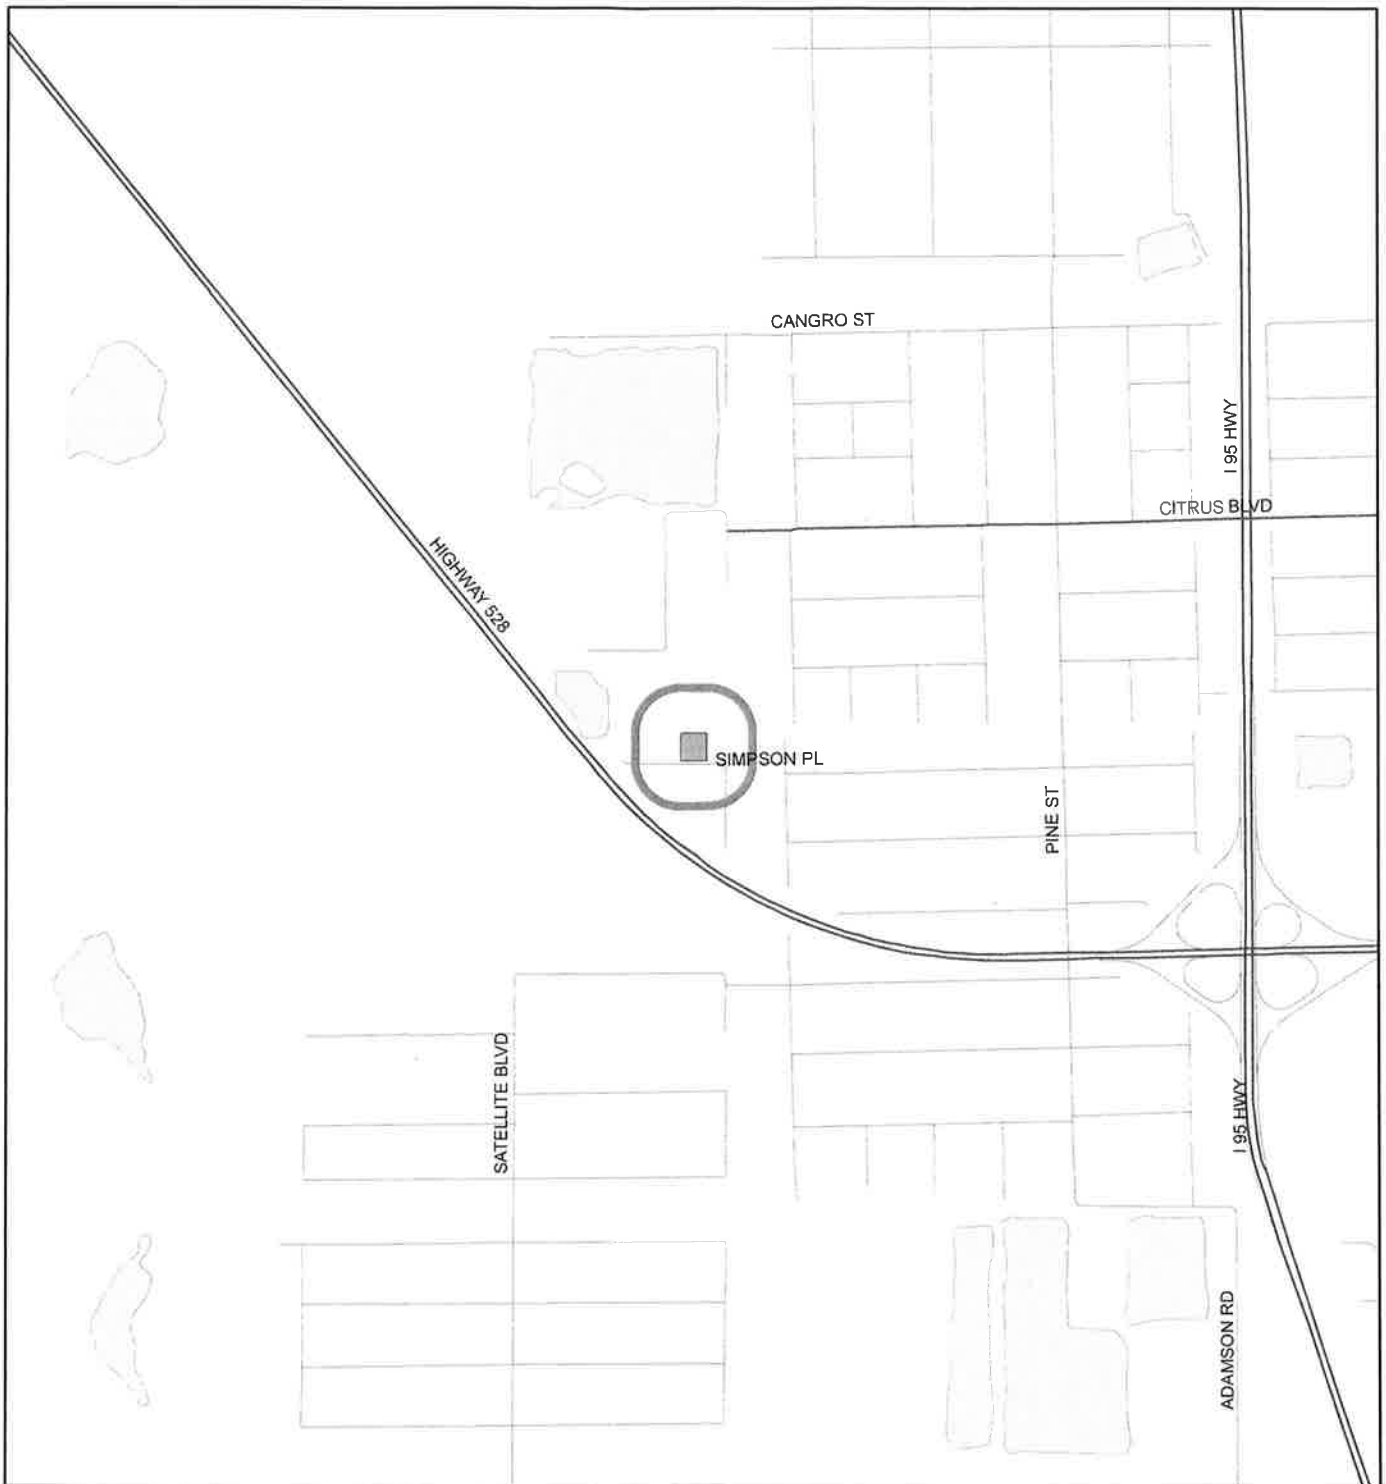 CANGRO ST
I 95 HWY
CITRUS BLVD
HIGHWAY 528
SIMPSON PL
PINE ST
SATELLITE BLVD
I 95 HWY
ADAMSON RD